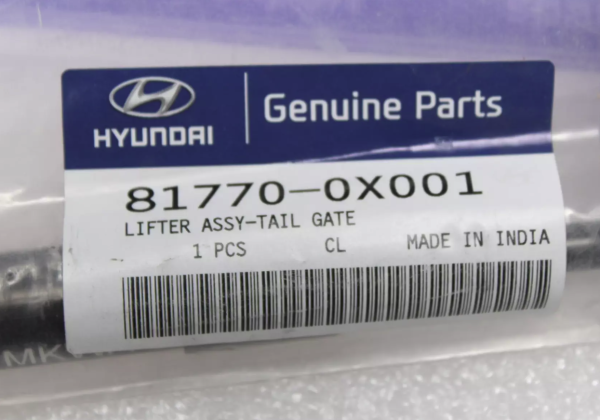 HYUNDAI
Genuine Parts
81770-0X001
LIFTER ASSY-TAIL GATE
1 PCS CL MADE IN INDIA